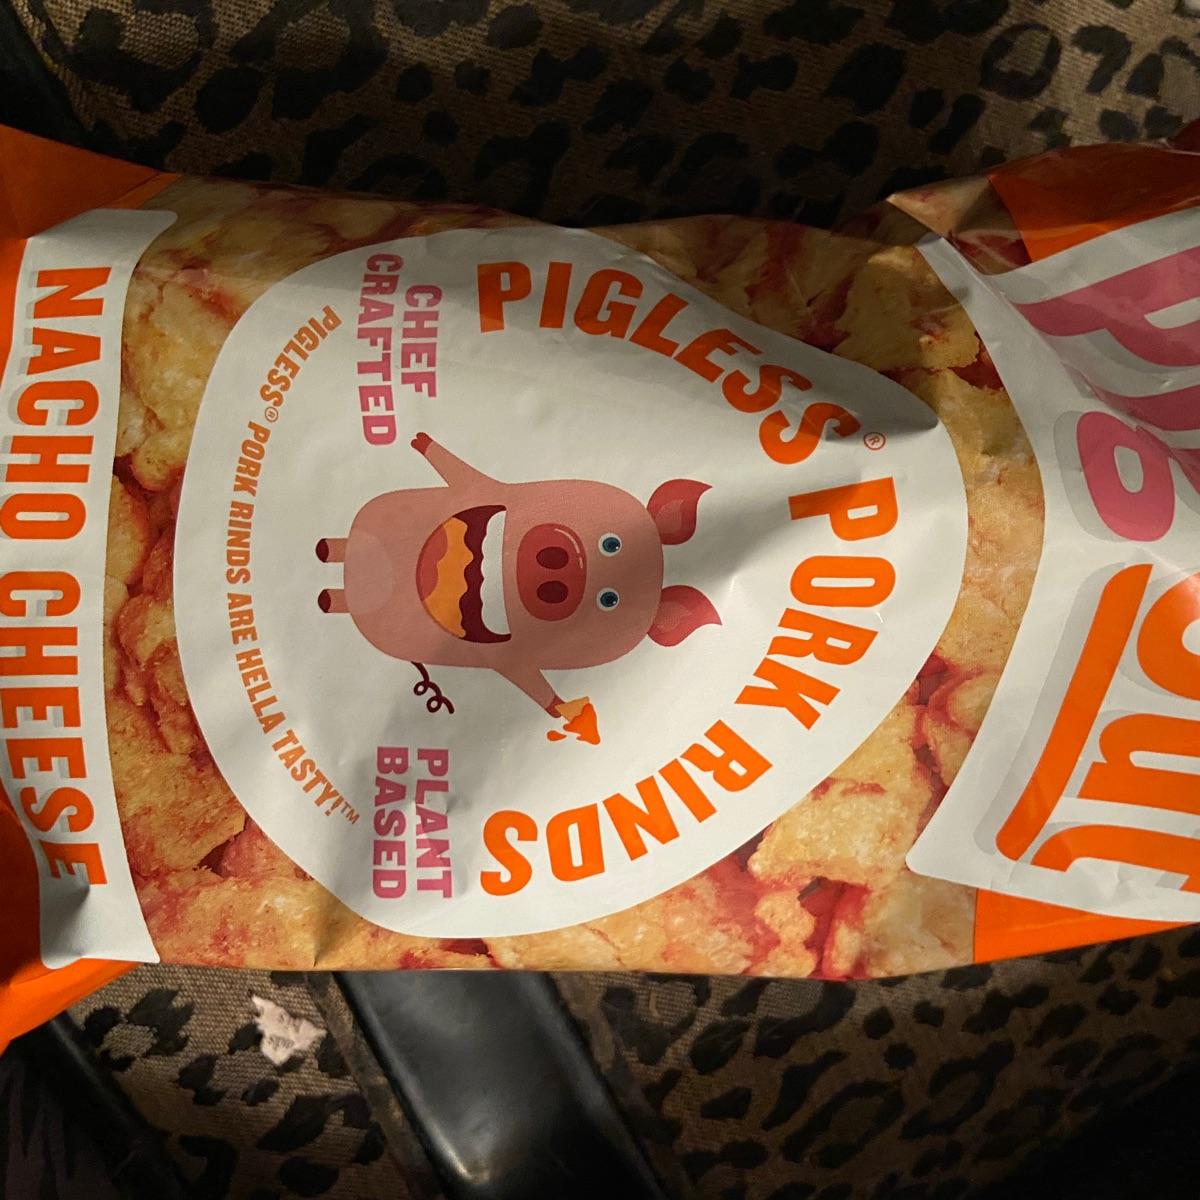 PIGLESS® PORK RINDS
CHEF
CRAFTED
PLANT
BASED
PIGLESS® PORK RINDS ARE HELLA TASTY!™
NACHO CHEESE